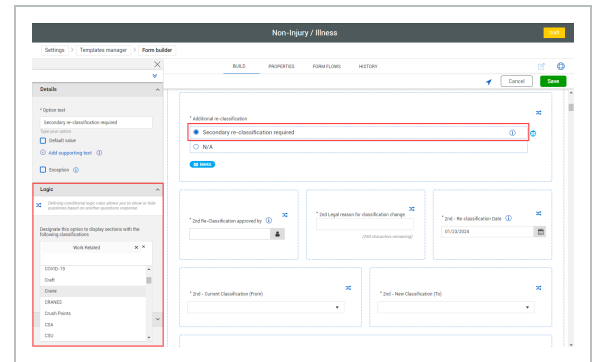 Non-Injury / Illness
Draft
Settings > Templates manager > Form builder
BUILD PROPERTIES FORM FLOWS HISTORY
Cancel Save
Details
* Option text
Secondary re-classification required
Type your option
Default value
Add supporting text
Exception
Logic
Defining conditional logic rules allows you to show or hide
questions based on another questions response.
Designate this option to display sections with the
following classifications
Work Related
COVID-19
Craft
Crane
CRANES
Crush Points
CSA
CSU
* Additional re-classification
Secondary re-classification required
N/A
* 2nd Re-Classification approved by
* 2nd Legal reason for classification change
(250 characters remaining)
* 2nd - Re-classification Date
01/23/2024
* 2nd - Current Classification (From)
* 2nd - New Classification (To)